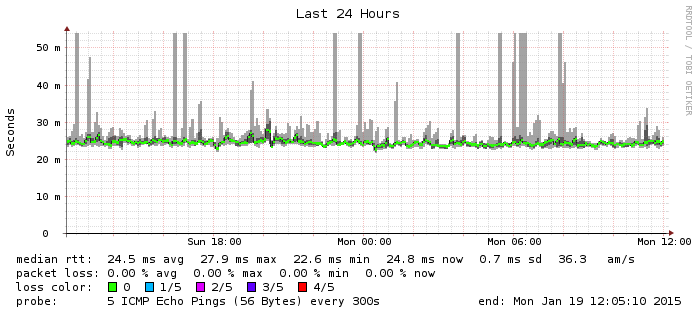 Last 24 Hours
RRDTOOL / TOBI OETIKER
Seconds
50 m
40 m
30 m
20 m
10 m
0
Sun 18:00 Mon 00:00 Mon 06:00 Mon 12:00
median rtt: 24.5 ms avg 27.9 ms max 22.6 ms min 24.8 ms now 0.7 ms sd 36.3 am/s
packet loss: 0.00 % avg 0.00 % max 0.00 % min 0.00 % now
loss color: 0 1/5 2/5 3/5 4/5
probe: 5 ICMP Echo Pings (56 Bytes) every 300s end: Mon Jan 19 12:05:10 2015